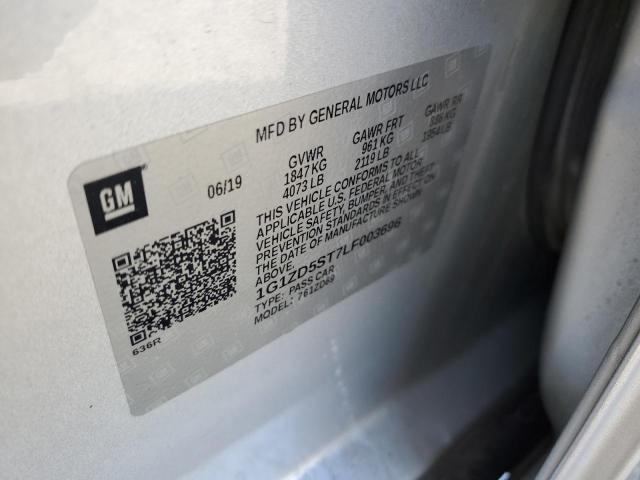 MFD BY GENERAL MOTORS LLC
GM
06/19
GVWR
1847 KG
4073 LB
GAWR FRT
961 KG
2119 LB
GAWR RR
886 KG
1954 LB
THIS VEHICLE CONFORMS TO ALL
APPLICABLE U.S. FEDERAL MOTOR
VEHICLE SAFETY, BUMPER, AND THEFT
PREVENTION STANDARDS IN EFFECT
ON THE DATE OF MANUFACTURE SHOWN
ABOVE.
1G1ZD5ST7LF003696
TYPE: PASS CAR
MODEL: 761ZD69
636R